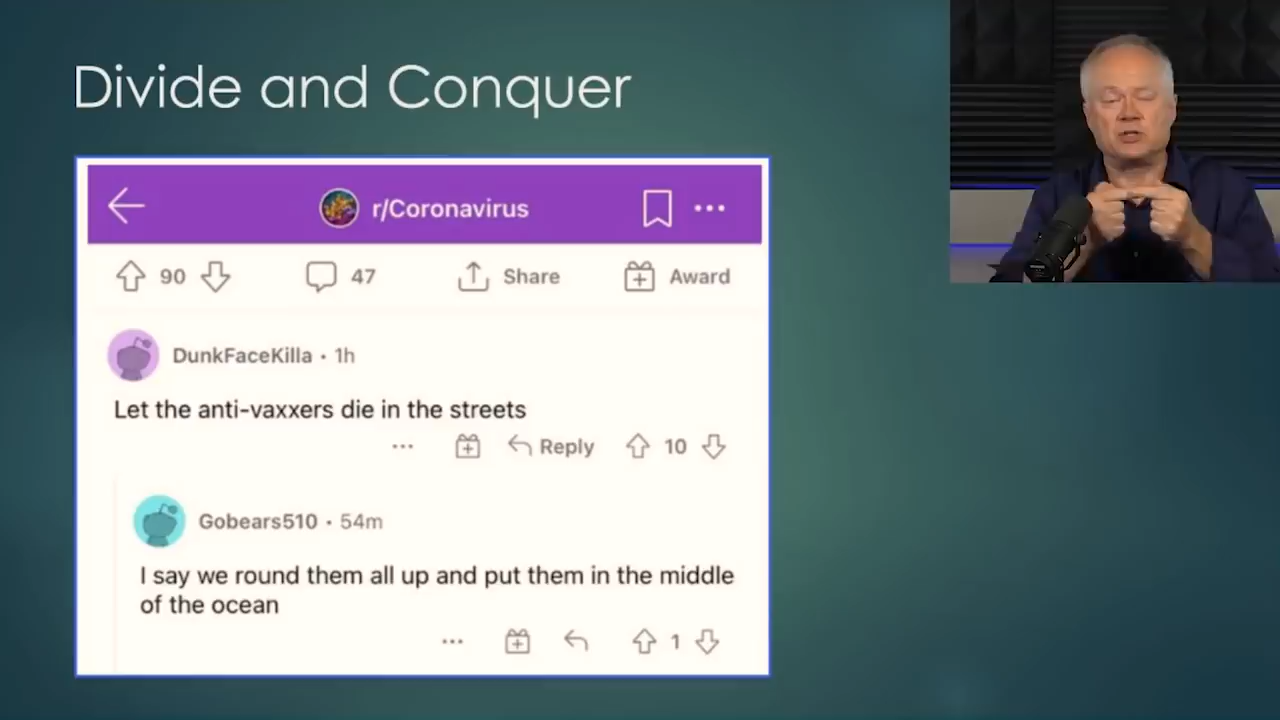 Divide and Conquer
r/Coronavirus
90 47 Share Award
DunkFaceKilla • 1h
Let the anti-vaxxers die in the streets
Reply 10
Gobears510 • 54m
I say we round them all up and put them in the middle
of the ocean
1